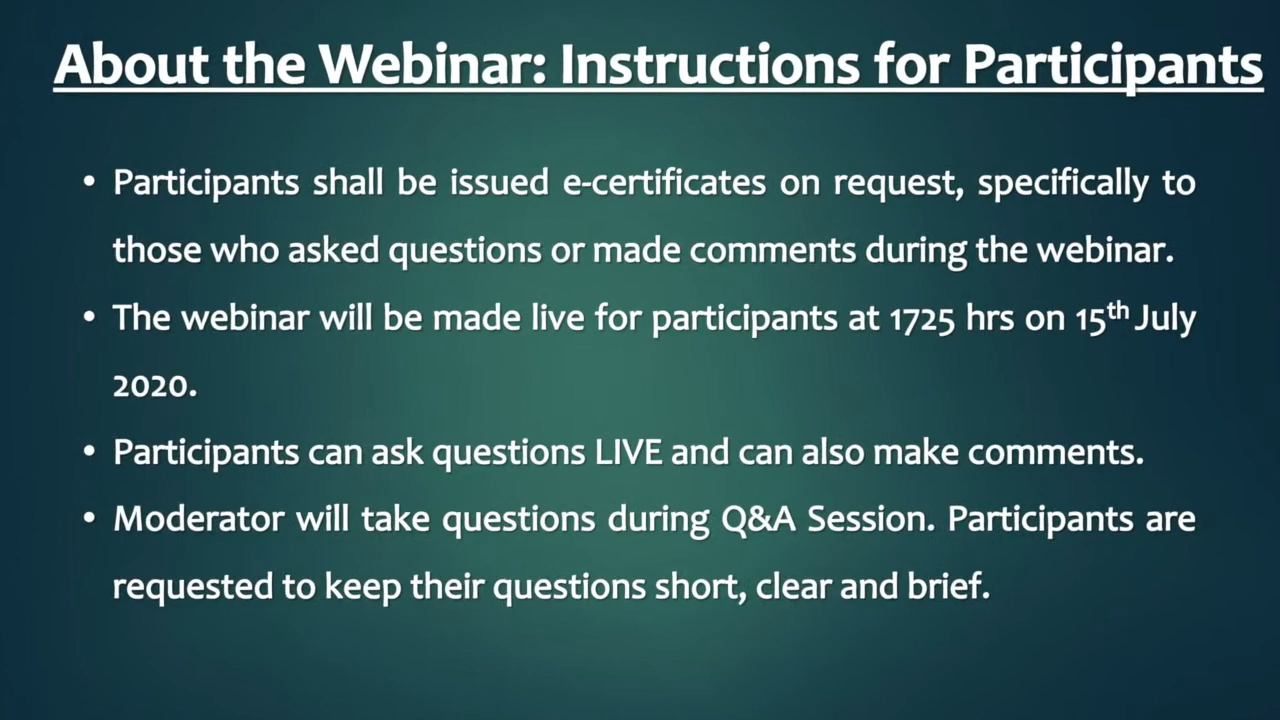 About the Webinar: Instructions for Participants
• Participants shall be issued e-certificates on request, specifically to
those who asked questions or made comments during the webinar.
• The webinar will be made live for participants at 1725 hrs on 15th July
2020.
• Participants can ask questions LIVE and can also make comments.
• Moderator will take questions during Q&A Session. Participants are
requested to keep their questions short, clear and brief.